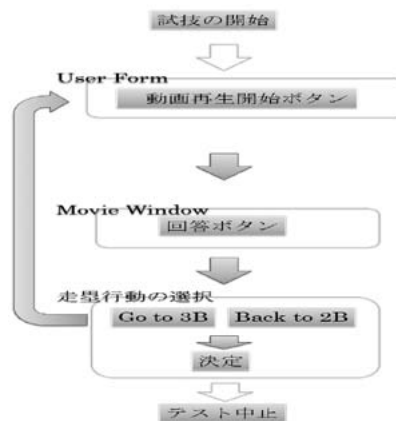 試技の開始
User Form
動画再生開始ボタン
Movie Window
回答ボタン
走塁行動の選択
Go to 3B Back to 2B
決定
テスト中止